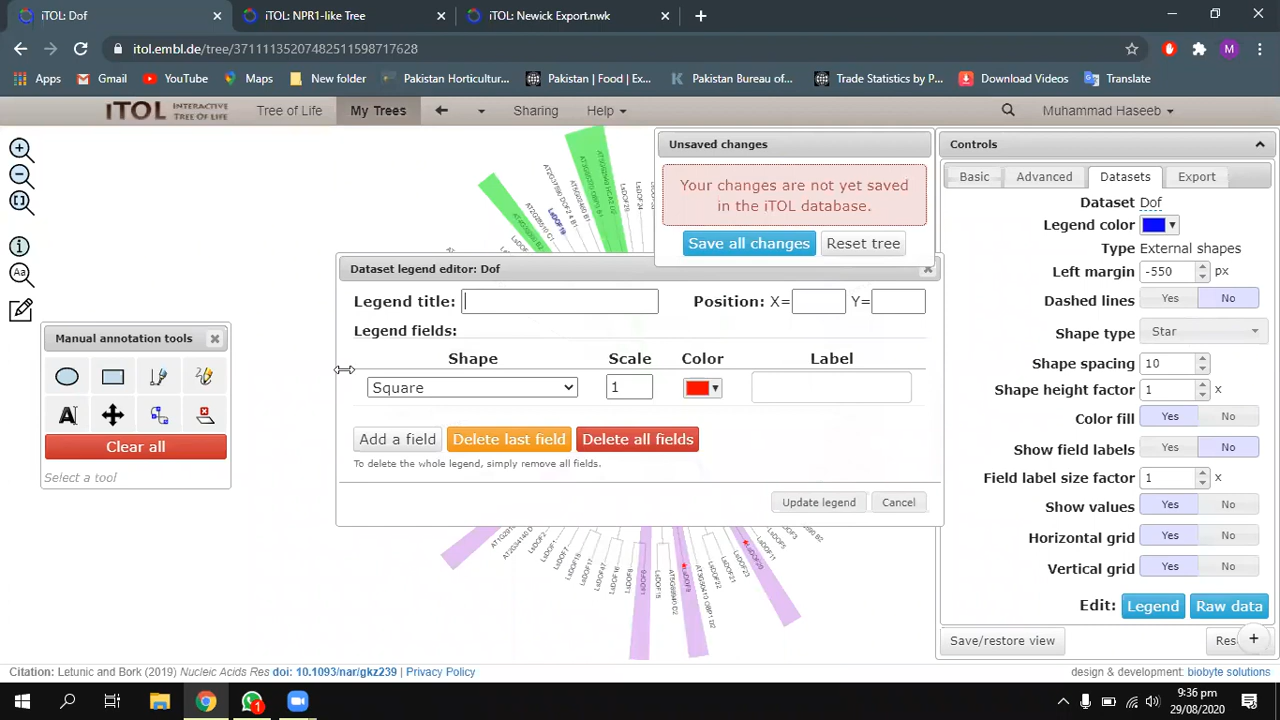 iTOL: Dof
iTOL: NPR1-like Tree
iTOL: Newick Export.nwk
itol.embl.de/tree/37111135207482511598717628
M
Apps
Gmail
YouTube
Maps
New folder
Pakistan Horticultur...
Pakistan | Food | Ex...
Pakistan Bureau of...
Trade Statistics by P...
Download Videos
Translate
iTOL INTERACTIVE TREE OF LIFE
Tree of Life
My Trees
Sharing
Help
Muhammad Haseeb
Unsaved changes
Your changes are not yet saved
in the iTOL database.
Save all changes
Reset tree
Controls
Basic
Advanced
Datasets
Export
Dataset Dof
Legend color
Type External shapes
Left margin -550 px
Dashed lines Yes No
Shape type Star
Shape spacing 10
Shape height factor 1 x
Color fill Yes No
Show field labels Yes No
Field label size factor 1 x
Show values Yes No
Horizontal grid Yes No
Vertical grid Yes No
Edit: Legend Raw data
Save/restore view
Res
Aa
Manual annotation tools
A
Clear all
Select a tool
Dataset legend editor: Dof
Legend title:
Position: X= Y=
Legend fields:
Shape Scale Color Label
Square 1
Add a field Delete last field Delete all fields
To delete the whole legend, simply remove all fields.
Update legend Cancel
Citation: Letunic and Bork (2019) Nucleic Acids Res doi: 10.1093/nar/gkz239 | Privacy Policy
design & development: biobyte solutions
1
9:36 pm
29/08/2020